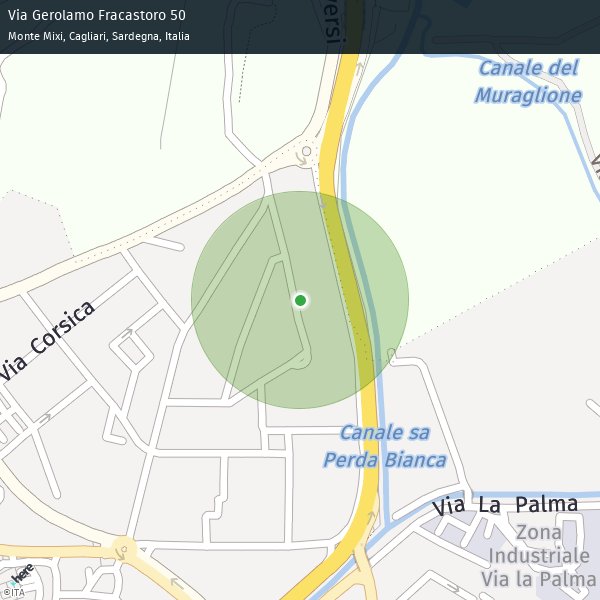 Via Gerolamo Fracastoro 50
Monte Mixi, Cagliari, Sardegna, Italia
versi
Canale del
Muraglione
Via Corsica
Canale sa
Perda Bianca
Via La Palma
Zona
Industriale
Via la Palma
here
©ITA